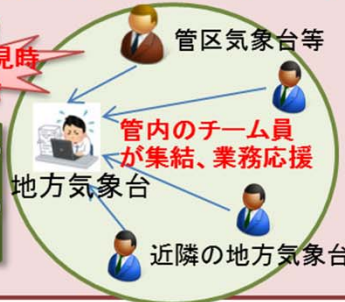 管区気象台等
見時
管内のチーム員
が集結、業務応援
地方気象台
近隣の地方気象台